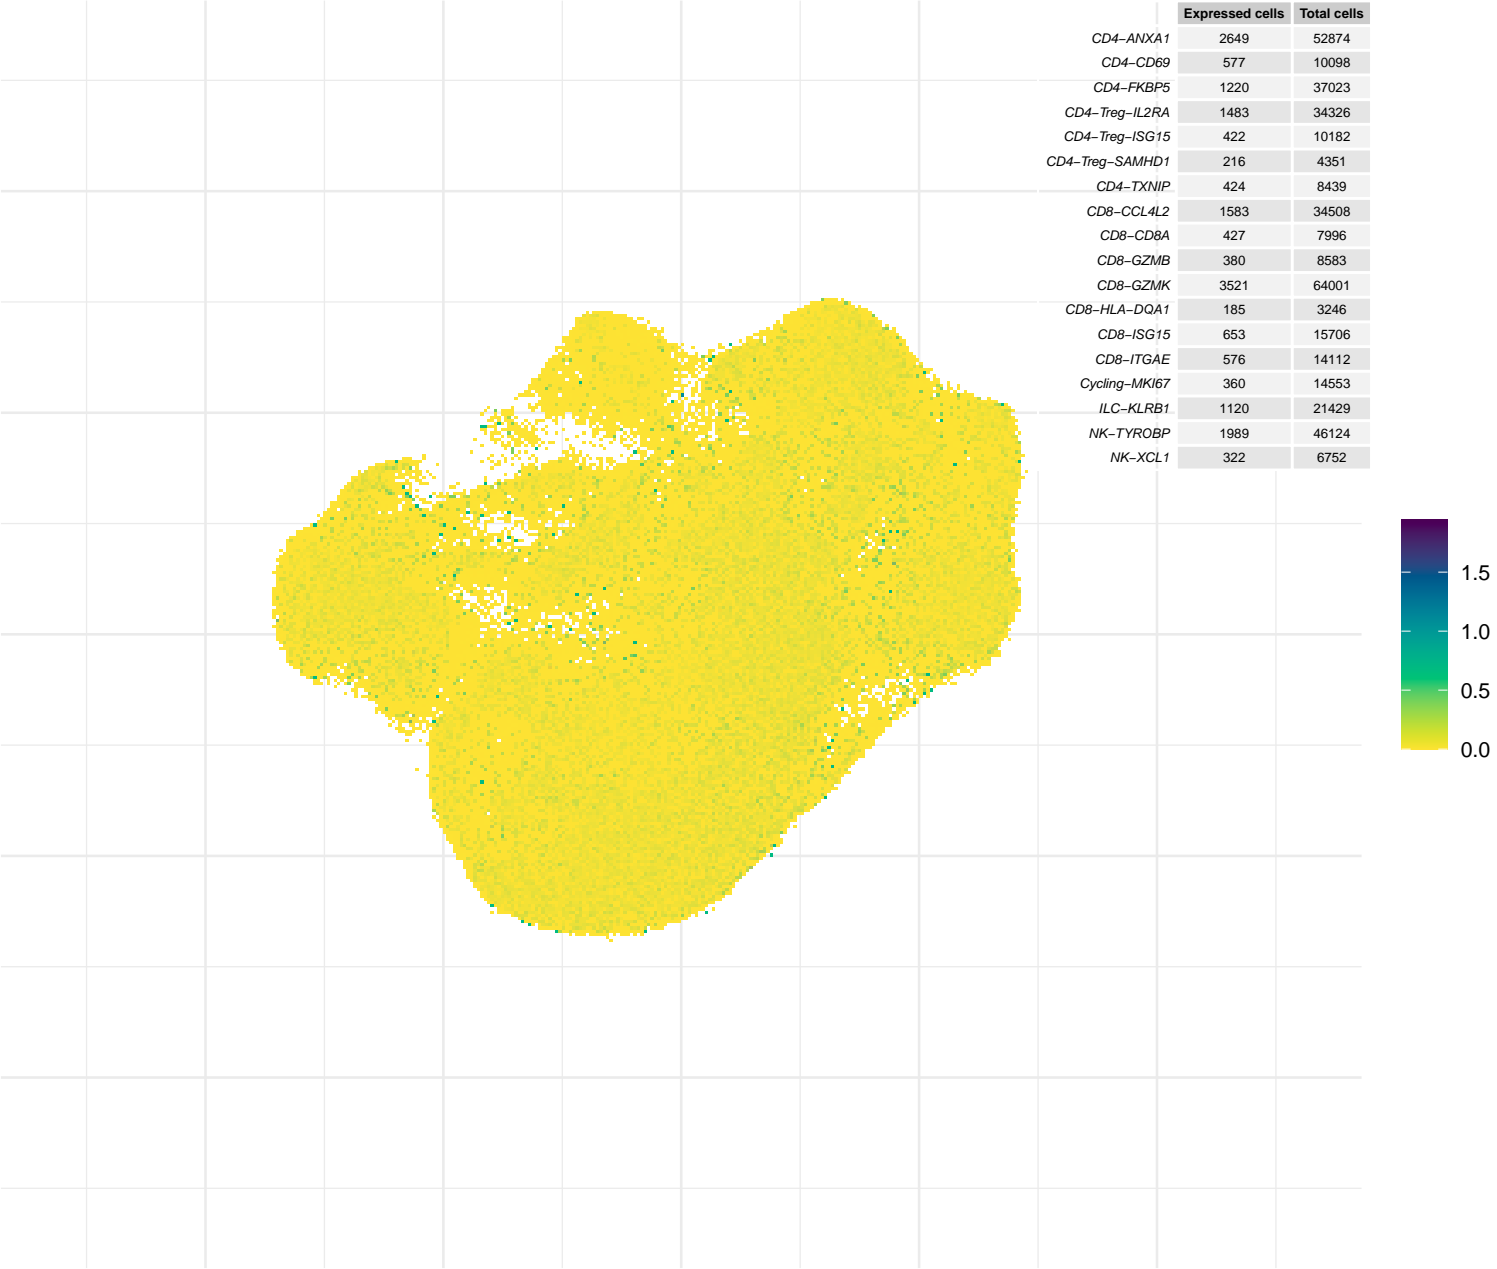 Expressed cells Total cells
CD4−ANXA1 2649 52874
CD4−CD69 577 10098
CD4−FKBP5 1220 37023
CD4−Treg−IL2RA 1483 34326
CD4−Treg−ISG15 422 10182
CD4−Treg−SAMHD1 216 4351
CD4−TXNIP 424 8439
CD8−CCL4L2 1583 34508
CD8−CD8A 427 7996
CD8−GZMB 380 8583
CD8−GZMK 3521 64001
CD8−HLA−DQA1 185 3246
CD8−ISG15 653 15706
CD8−ITGAE 576 14112
Cycling−MKI67 360 14553
ILC−KLRB1 1120 21429
NK−TYROBP 1989 46124
NK−XCL1 322 6752
1.5
1.0
0.5
0.0